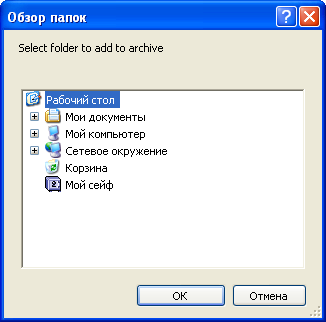 Обзор папок
Select folder to add to archive
Рабочий стол
Мои документы
Мой компьютер
Сетевое окружение
Корзина
Мой сейф
OK
Отмена